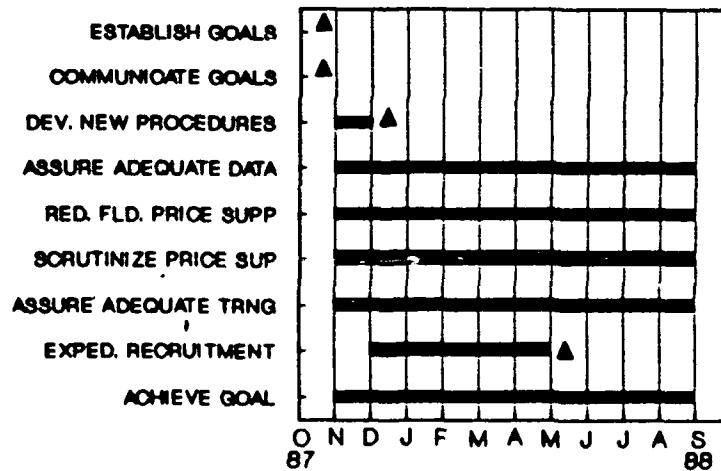 ESTABLISH GOALS
COMMUNICATE GOALS
DEV. NEW PROCEDURES
ASSURE ADEQUATE DATA
RED. FLD. PRICE SUPP
SCRUTINIZE PRICE SUP
ASSURE ADEQUATE TRNG
EXPED. RECRUITMENT
ACHIEVE GOAL
O N D J F M A M J J A S
87 88